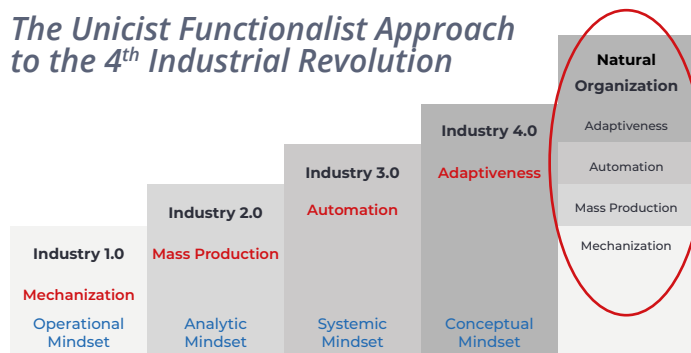 The Unicist Functionalist Approach
to the 4th Industrial Revolution
Industry 1.0
Mechanization
Operational
Mindset
Industry 2.0
Mass Production
Analytic
Mindset
Industry 3.0
Automation
Systemic
Mindset
Industry 4.0
Adaptiveness
Conceptual
Mindset
Natural
Organization
Adaptiveness
Automation
Mass Production
Mechanization